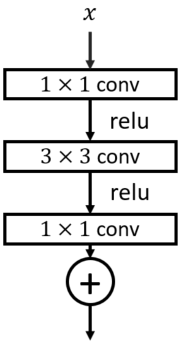 x
1 × 1 conv
relu
3 × 3 conv
relu
1 × 1 conv
+